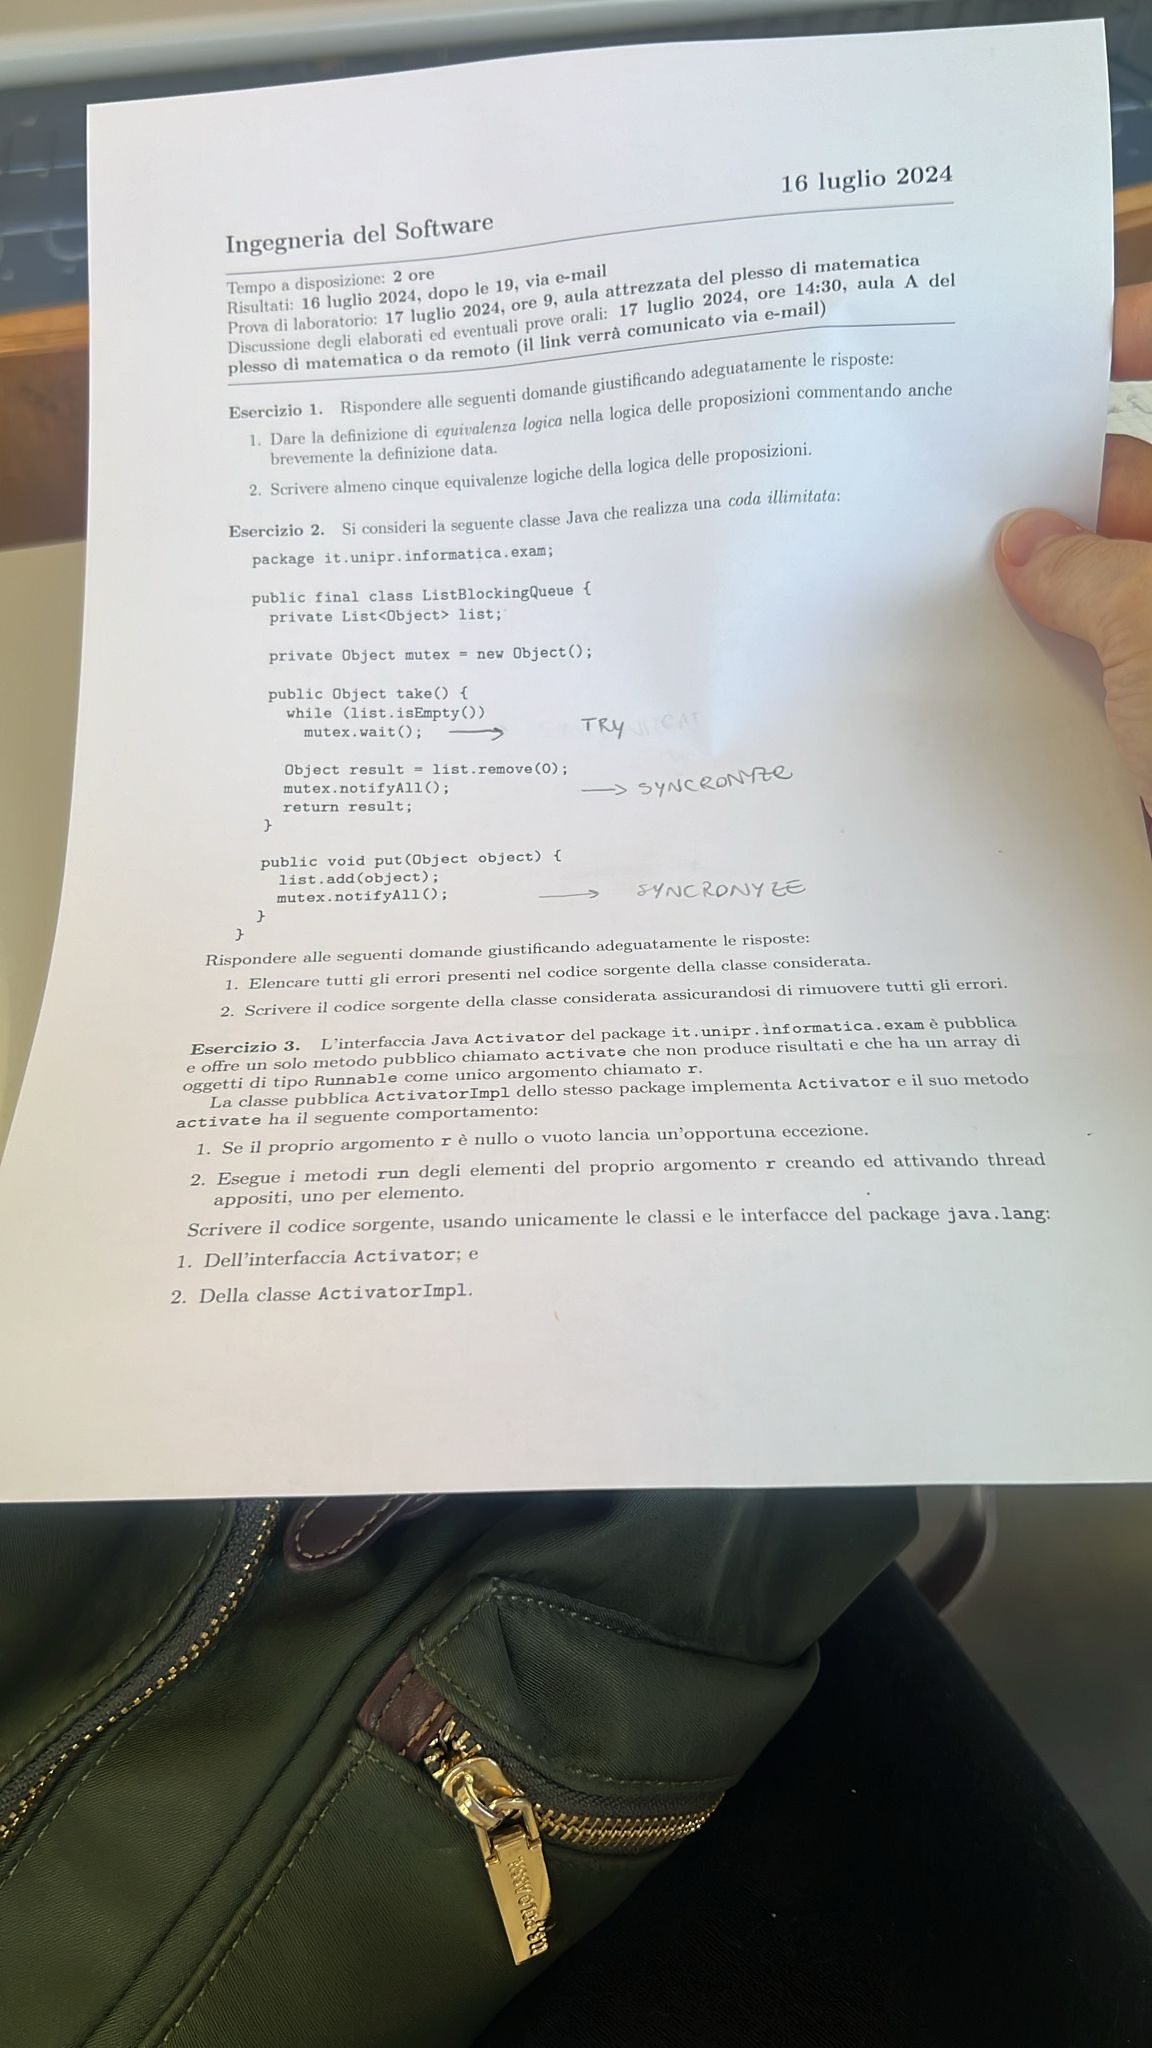 16 luglio 2024
Ingegneria del Software
Tempo a disposizione: 2 ore
Risultati: 16 luglio 2024, dopo le 19, via e-mail
Prova di laboratorio: 17 luglio 2024, ore 9, aula attrezzata del plesso di matematica
Discussione degli elaborati ed eventuali prove orali: 17 luglio 2024, ore 14:30, aula A del
plesso di matematica o da remoto (il link verrà comunicato via e-mail)
Esercizio 1. Rispondere alle seguenti domande giustificando adeguatamente le risposte:
1. Dare la definizione di equivalenza logica nella logica delle proposizioni commentando anche
brevemente la definizione data.
2. Scrivere almeno cinque equivalenze logiche della logica delle proposizioni.
Esercizio 2. Si consideri la seguente classe Java che realizza una coda illimitata:
package it.unipr.informatica.exam;
public final class ListBlockingQueue {
private List<Object> list;
private Object mutex = new Object();
public Object take() {
while (list.isEmpty())
mutex.wait(); → TRY
Object result = list.remove(0);
mutex.notifyAll(); → SYNCRONYZE
return result;
}
public void put(Object object) {
list.add(object);
mutex.notifyAll(); → SYNCRONYZE
}
}
Rispondere alle seguenti domande giustificando adeguatamente le risposte:
1. Elencare tutti gli errori presenti nel codice sorgente della classe considerata.
2. Scrivere il codice sorgente della classe considerata assicurandosi di rimuovere tutti gli errori.
Esercizio 3. L'interfaccia Java Activator del package it.unipr.informatica.exam è pubblica
e offre un solo metodo pubblico chiamato activate che non produce risultati e che ha un array di
oggetti di tipo Runnable come unico argomento chiamato r.
La classe pubblica ActivatorImpl dello stesso package implementa Activator e il suo metodo
activate ha il seguente comportamento:
1. Se il proprio argomento r è nullo o vuoto lancia un'opportuna eccezione.
2. Esegue i metodi run degli elementi del proprio argomento r creando ed attivando thread
appositi, uno per elemento.
Scrivere il codice sorgente, usando unicamente le classi e le interfacce del package java.lang:
1. Dell'interfaccia Activator; e
2. Della classe ActivatorImpl.